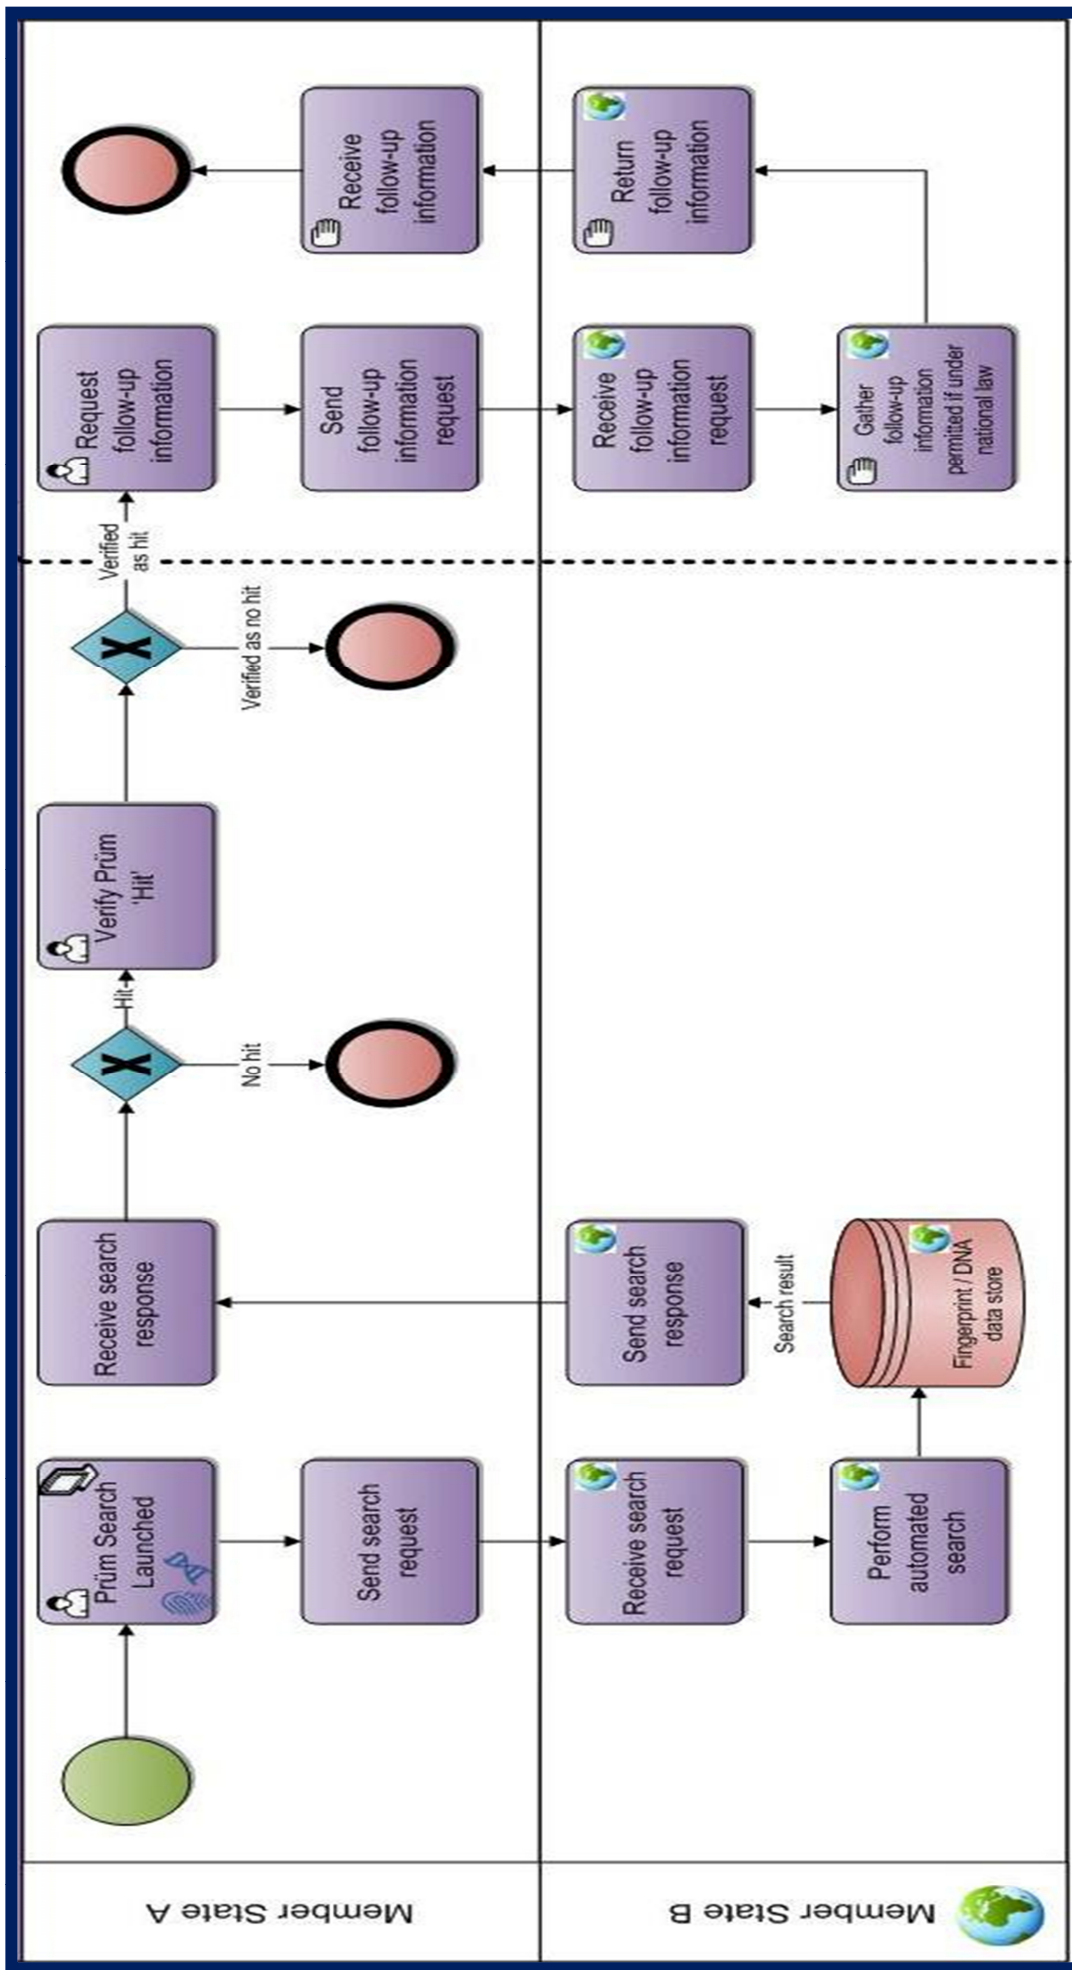 Member State A
Prüm Search
Launched
Send search
request
Receive search
response
Hit
No hit
Verify Prüm
'Hit'
Verified
as hit
Verified as no hit
Request
follow-up
information
Send
follow-up
information
request
Receive
follow-up
information
Member State B
Receive search
request
Perform
automated
search
Fingerprint / DNA
data store
Search result
Send search
response
Receive
follow-up
information
request
Gather
follow-up
information
permitted if under
national law
Return
follow-up
information
X
X